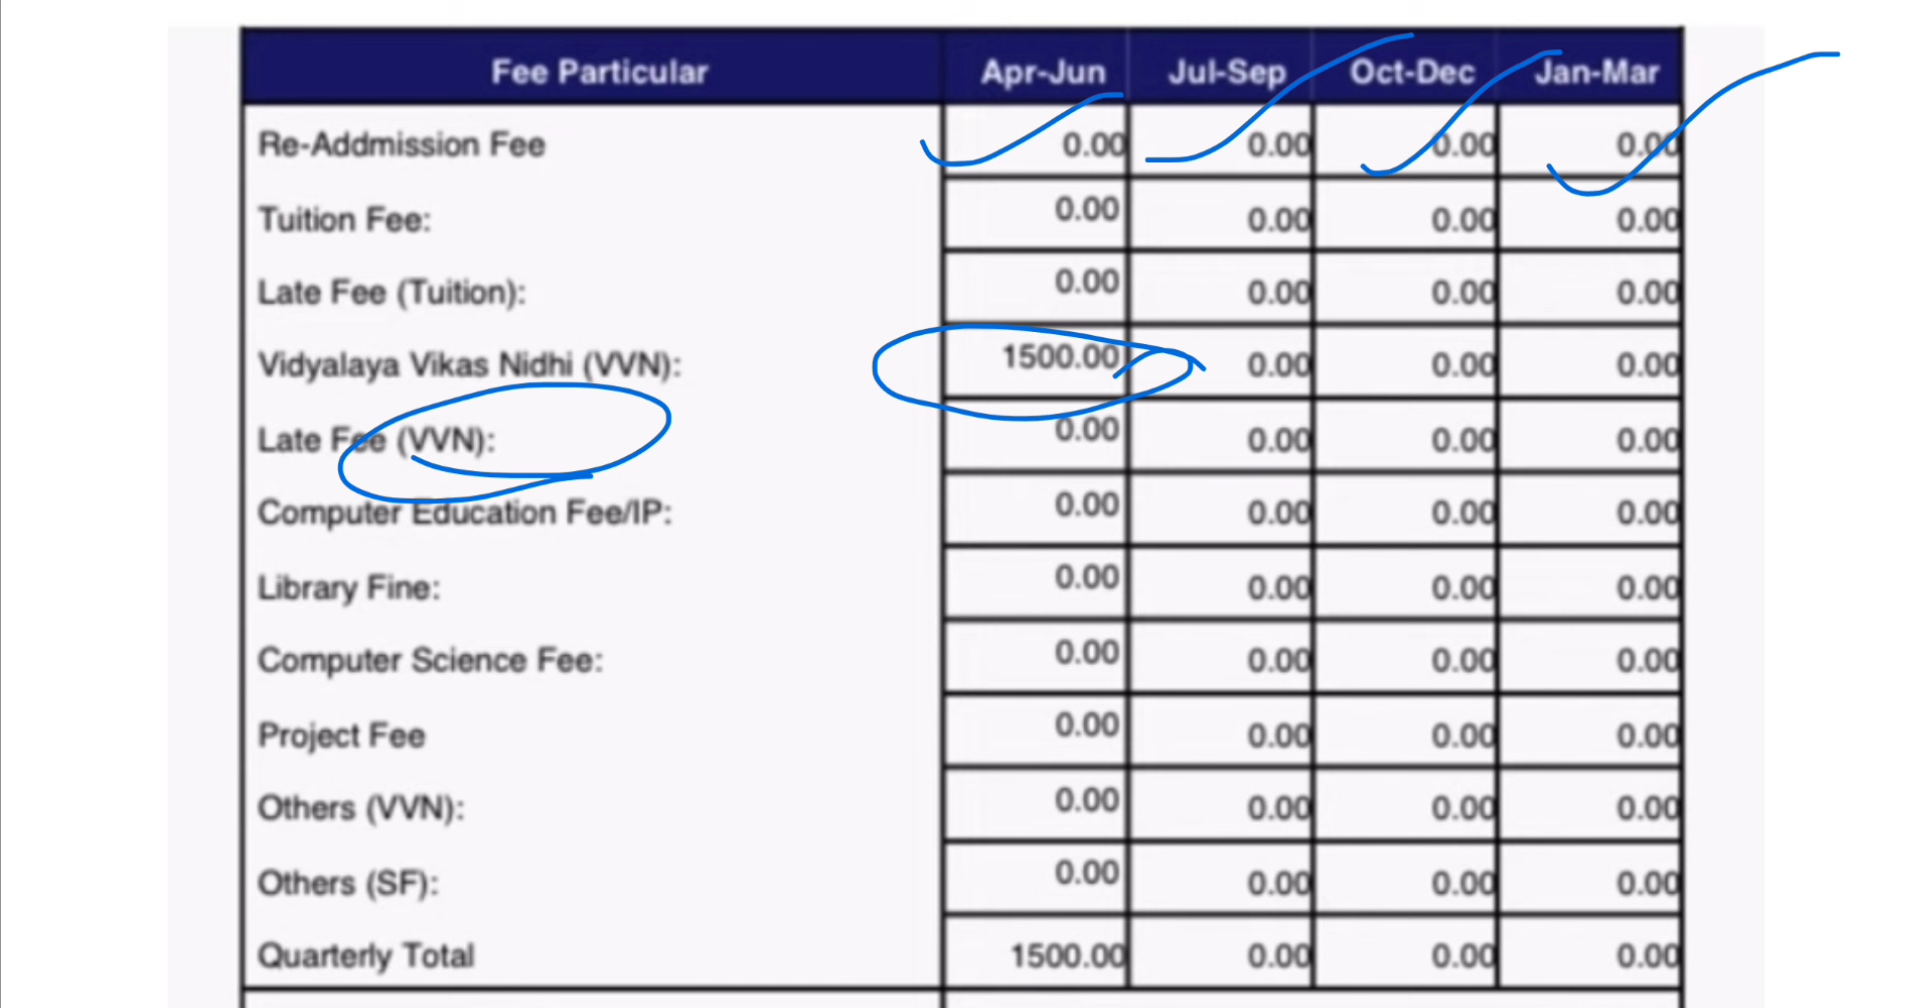 Fee Particular Apr-Jun Jul-Sep Oct-Dec Jan-Mar
Re-Addmission Fee 0.00 0.00 0.00 0.00
Tuition Fee: 0.00 0.00 0.00 0.00
Late Fee (Tuition): 0.00 0.00 0.00 0.00
Vidyalaya Vikas Nidhi (VVN): 1500.00 0.00 0.00 0.00
Late Fee (VVN): 0.00 0.00 0.00 0.00
Computer Education Fee/IP: 0.00 0.00 0.00 0.00
Library Fine: 0.00 0.00 0.00 0.00
Computer Science Fee: 0.00 0.00 0.00 0.00
Project Fee 0.00 0.00 0.00 0.00
Others (VVN): 0.00 0.00 0.00 0.00
Others (SF): 0.00 0.00 0.00 0.00
Quarterly Total 1500.00 0.00 0.00 0.00